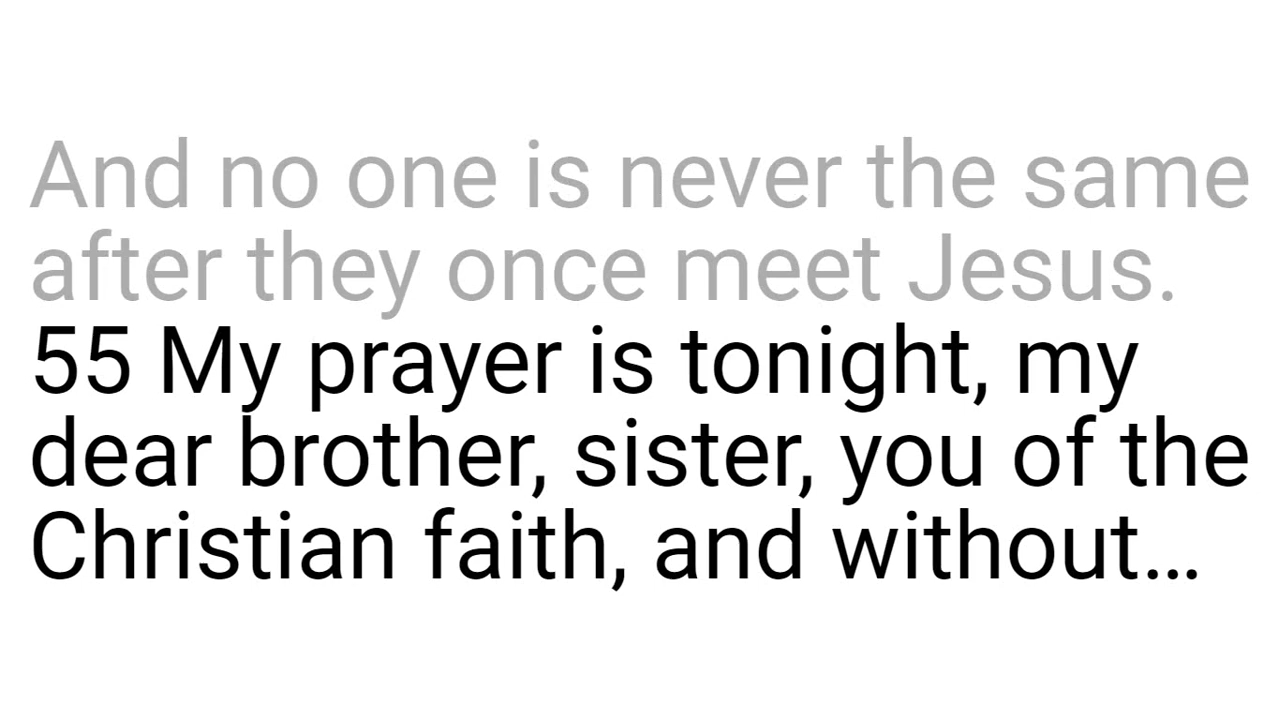 And no one is never the same
after they once meet Jesus.
55 My prayer is tonight, my
dear brother, sister, you of the
Christian faith, and without…